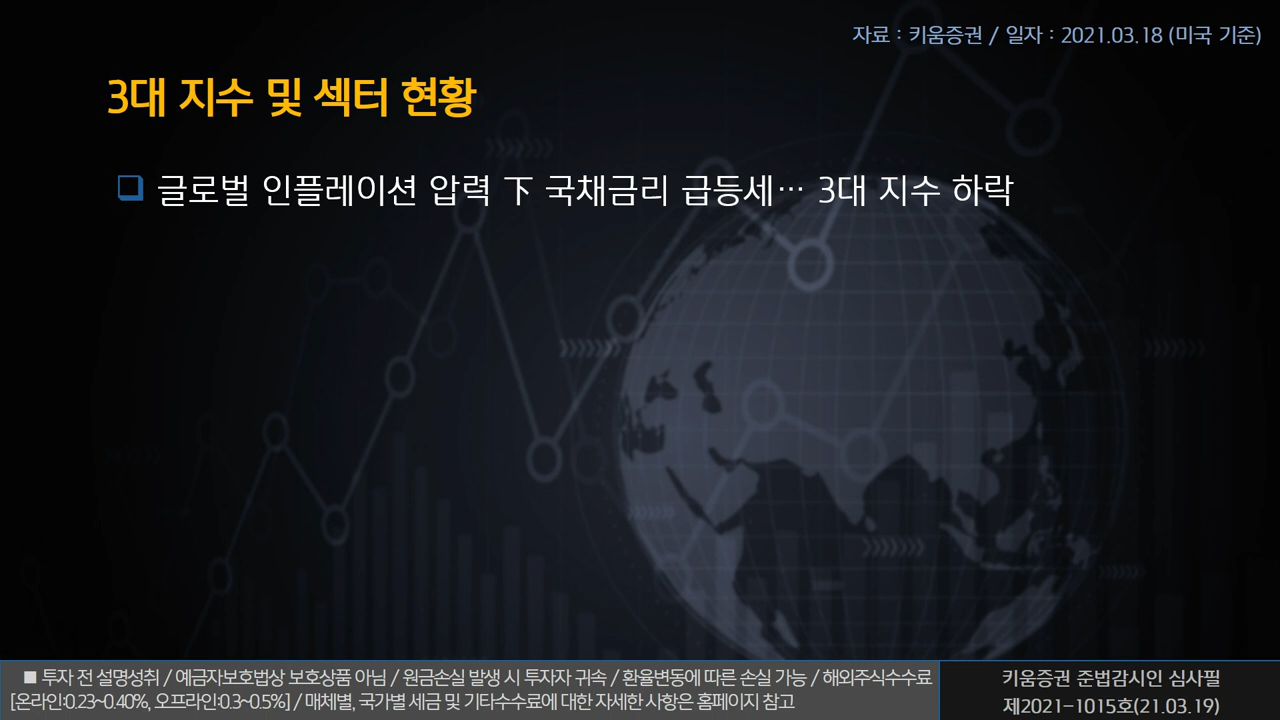 자료 : 키움증권 / 일자 : 2021.03.18 (미국 기준)
3대 지수 및 섹터 현황
❑ 글로벌 인플레이션 압력 下 국채금리 급등세… 3대 지수 하락
■ 투자 전 설명성취 / 예금자보호법상 보호상품 아님 / 원금손실 발생 시 투자자 귀속 / 환율변동에 따른 손실 가능 / 해외주식수수료
[온라인:0.23~0.40%, 오프라인:0.3~0.5%] / 매체별, 국가별 세금 및 기타수수료에 대한 자세한 사항은 홈페이지 참고
키움증권 준법감시인 심사필
제2021-1015호(21.03.19)